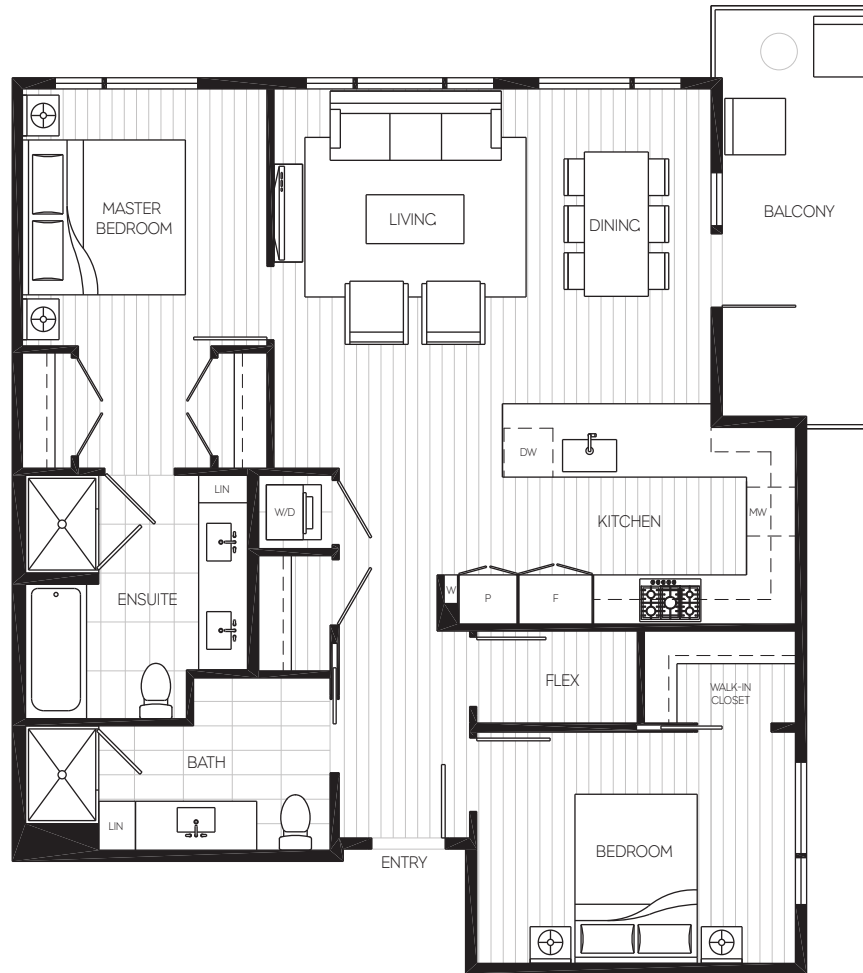 MASTER
BEDROOM
LIVING
DINING
BALCONY
DW
LIN
W/D
KITCHEN
MW
W
P
F
ENSUITE
FLEX
WALK-IN
CLOSET
BATH
LIN
BEDROOM
ENTRY